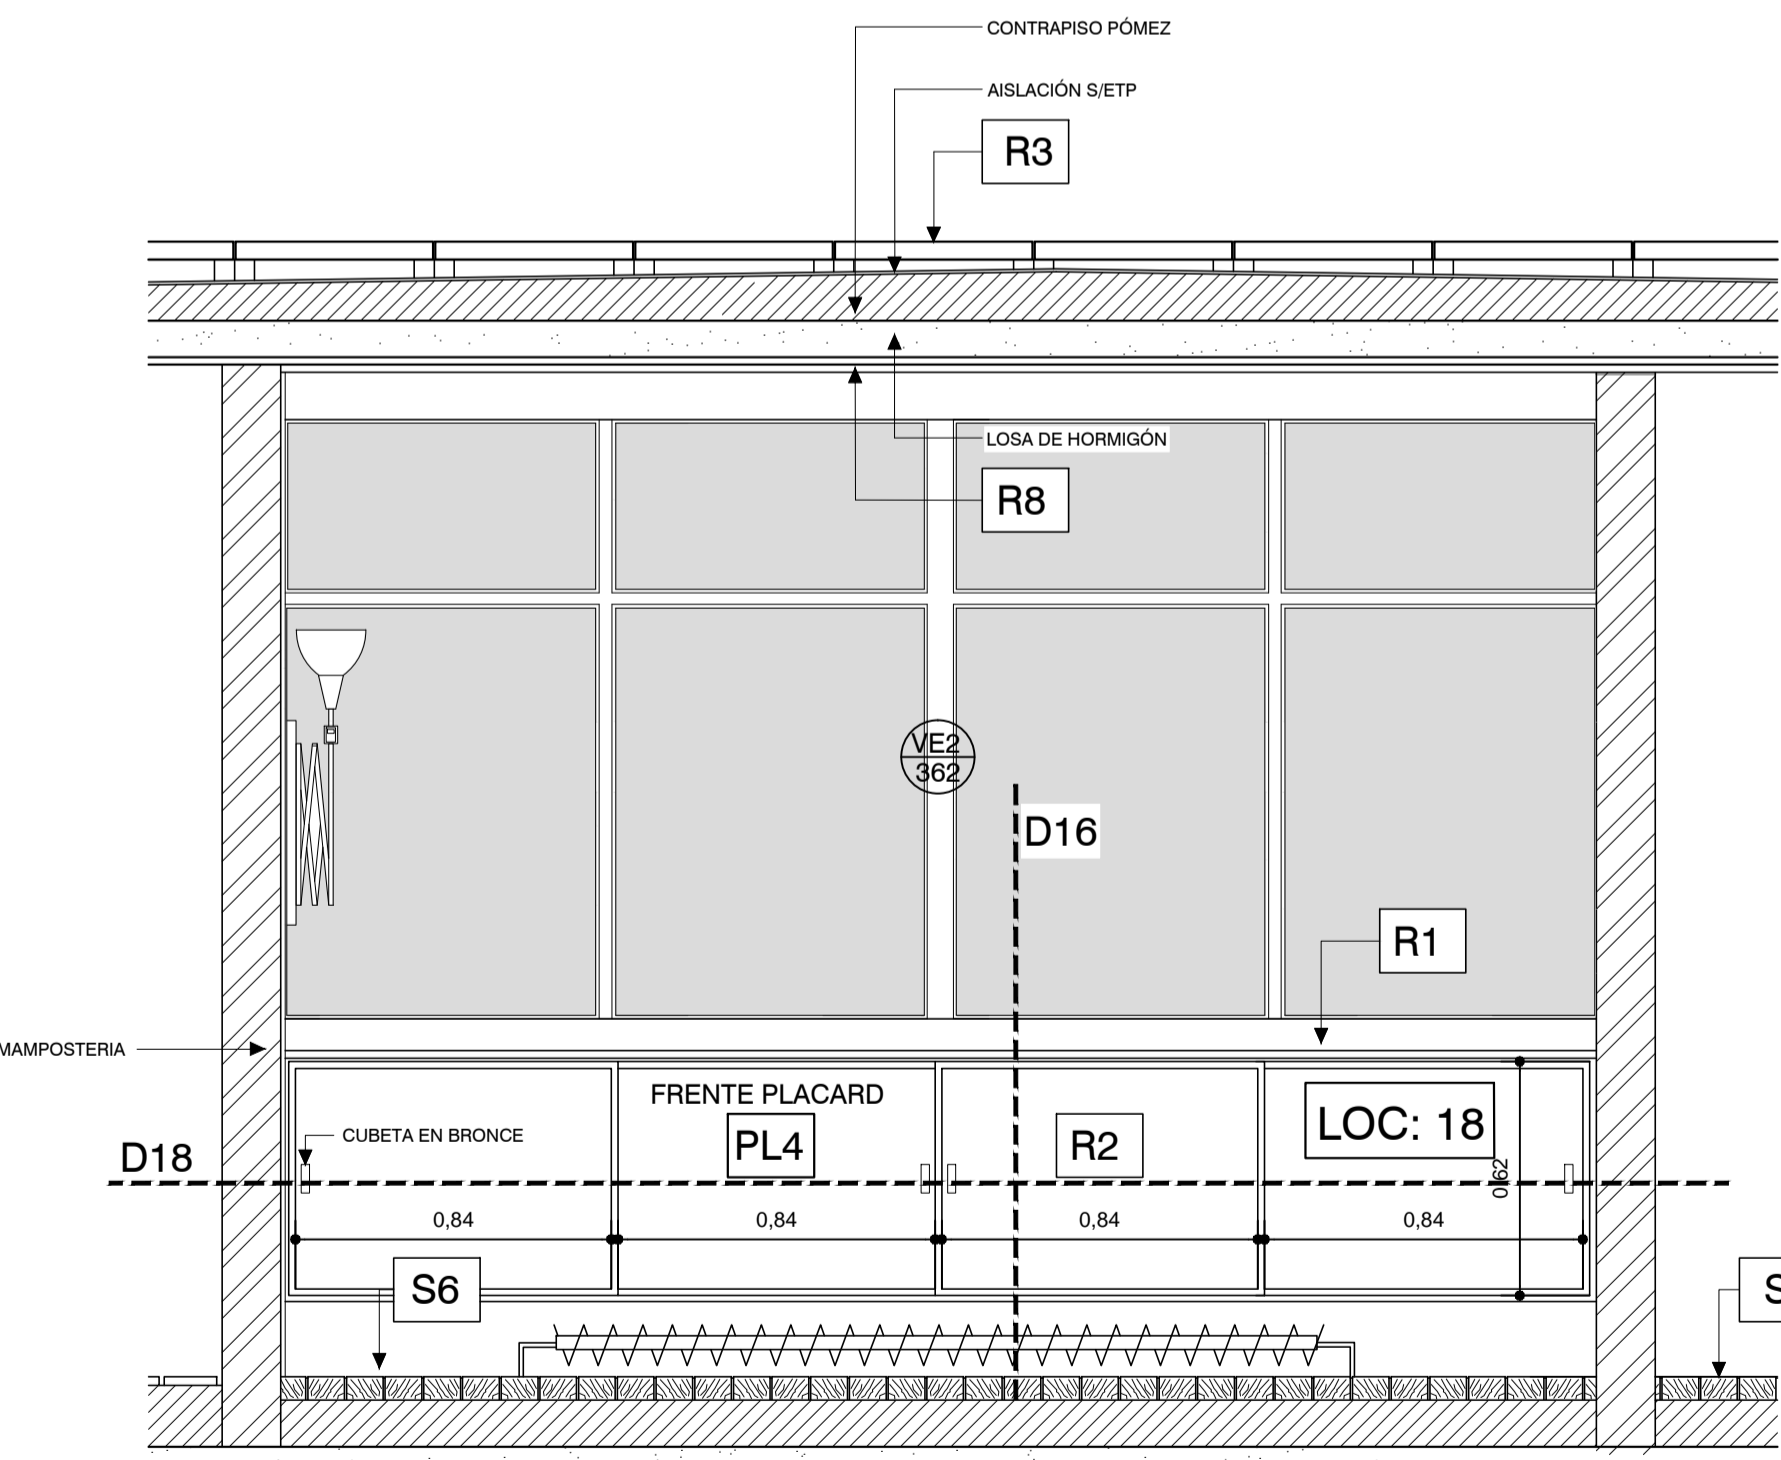 CONTRAPISO PÓMEZ
AISLACIÓN S/ETP
R3
LOSA DE HORMIGÓN
R8
VE2
362
D16
R1
MAMPOSTERIA
FRENTE PLACARD
PL4
R2
LOC: 18
CUBETA EN BRONCE
D18
0,62
0,84
0,84
0,84
0,84
S6
S